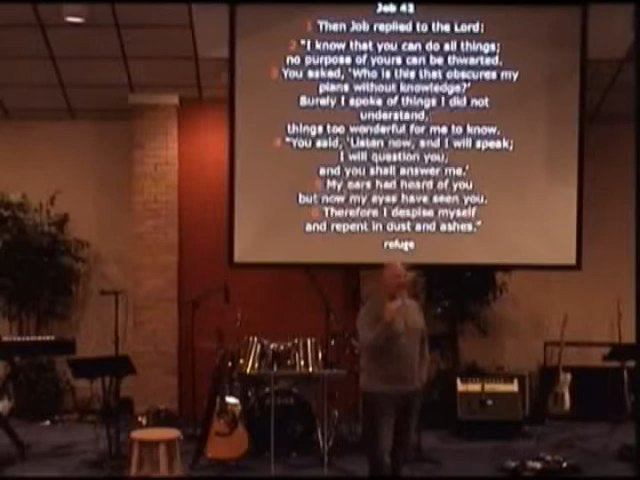 Job 42
1 Then Job replied to the Lord:
2 "I know that you can do all things;
no purpose of yours can be thwarted.
3 You asked, 'Who is this that obscures my
plans without knowledge?'
Surely I spoke of things I did not
understand,
things too wonderful for me to know.
4 "You said, 'Listen now, and I will speak;
I will question you,
and you shall answer me.'
5 My ears had heard of you
but now my eyes have seen you.
6 Therefore I despise myself
and repent in dust and ashes."
refuge